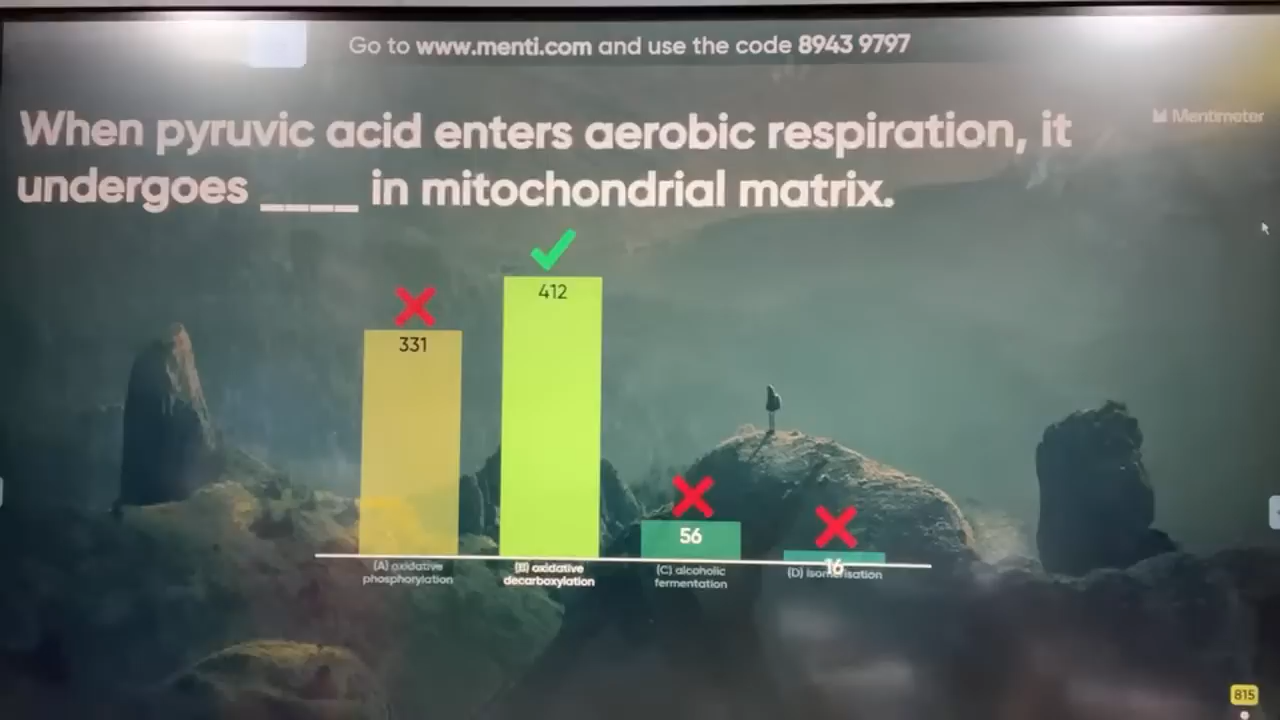 Go to www.menti.com and use the code 8943 9797
Mentimeter
When pyruvic acid enters aerobic respiration, it
undergoes ____ in mitochondrial matrix.
331
412
56
16
(A) oxidative
phosphorylation
(B) oxidative
decarboxylation
(C) alcoholic
fermentation
(D) Isomerisation
815